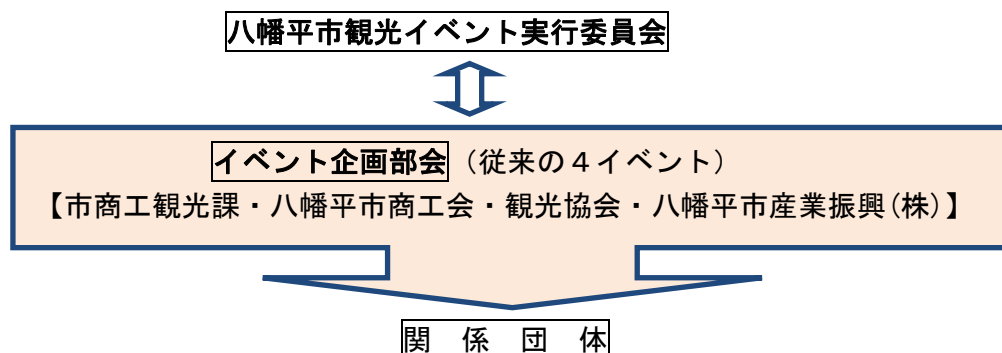 八幡平市観光イベント実行委員会
イベント企画部会（従来の４イベント）
【市商工観光課・八幡平市商工会・観光協会・八幡平市産業振興(株)】
関　係　団　体